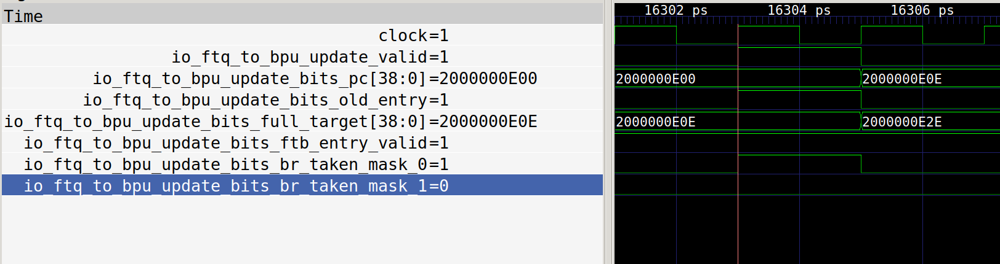 Time
16302 ps 16304 ps 16306 ps
clock=1
io_ftq_to_bpu_update_valid=1
io_ftq_to_bpu_update_bits_pc[38:0]=2000000E00 2000000E00 2000000E0E
io_ftq_to_bpu_update_bits_old_entry=1
io_ftq_to_bpu_update_bits_full_target[38:0]=2000000E0E 2000000E0E 2000000E2E
io_ftq_to_bpu_update_bits_ftb_entry_valid=1
io_ftq_to_bpu_update_bits_br_taken_mask_0=1
io_ftq_to_bpu_update_bits_br_taken_mask_1=0